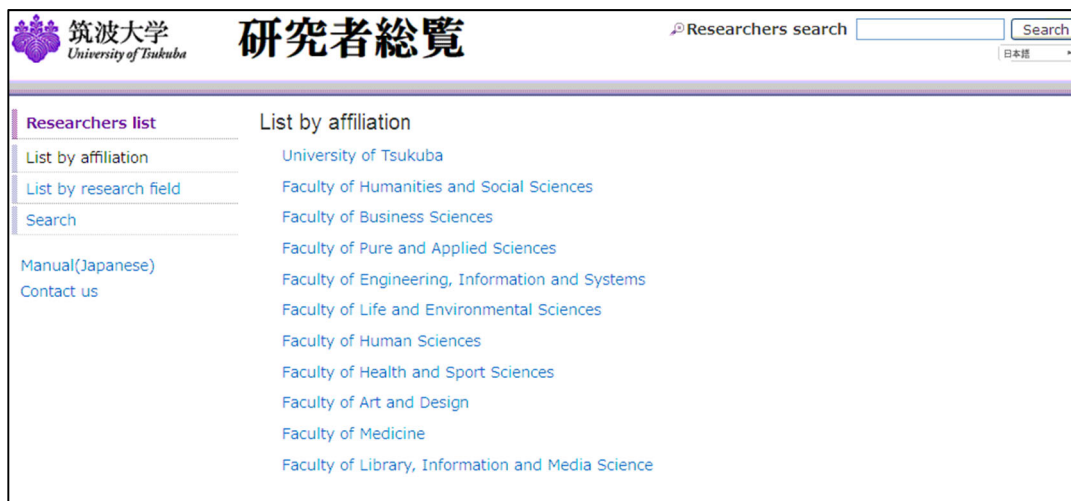 筑波大学
University of Tsukuba
研究者総覧
Researchers search
Search
日本語
Researchers list
List by affiliation
List by research field
Search
Manual(Japanese)
Contact us
List by affiliation
University of Tsukuba
Faculty of Humanities and Social Sciences
Faculty of Business Sciences
Faculty of Pure and Applied Sciences
Faculty of Engineering, Information and Systems
Faculty of Life and Environmental Sciences
Faculty of Human Sciences
Faculty of Health and Sport Sciences
Faculty of Art and Design
Faculty of Medicine
Faculty of Library, Information and Media Science